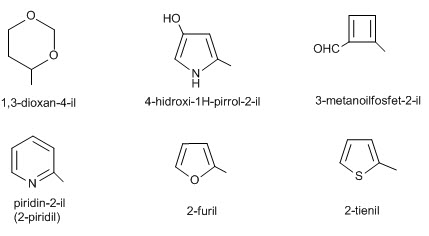 O
O
1,3-dioxan-4-il
HO
N
H
4-hidroxi-1H-pirrol-2-il
OHC
3-metanoilfosfet-2-il
N
piridin-2-il
(2-piridil)
O
2-furil
S
2-tienil